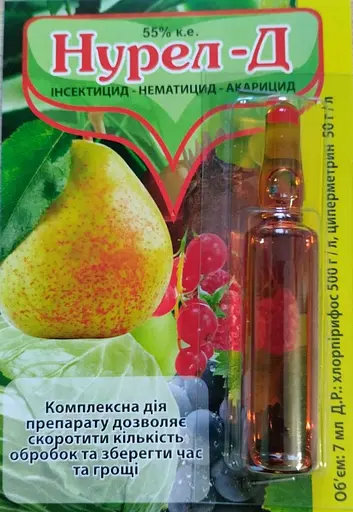 55% к.е.
Нурел-Д
ІНСЕКТИЦИД - НЕМАТИЦИД - АКАРИЦИД
Комплексна дія
препарату дозволяє
скоротити кількість
обробок та зберегти час
та грощі
Об'єм: 7 мл Д.Р.: хлорпірифос 500 г / л, циперметрин 50 г / л